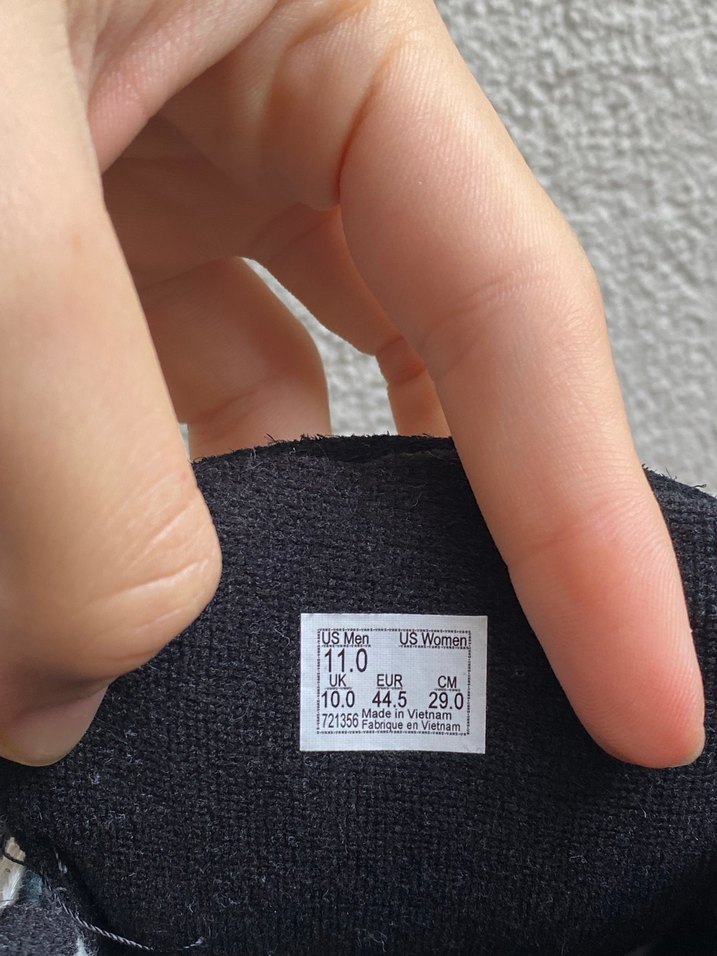 US Men US Women
11.0
UK EUR CM
10.0 44.5 29.0
721356 Made in Vietnam
Fabrique en Vietnam